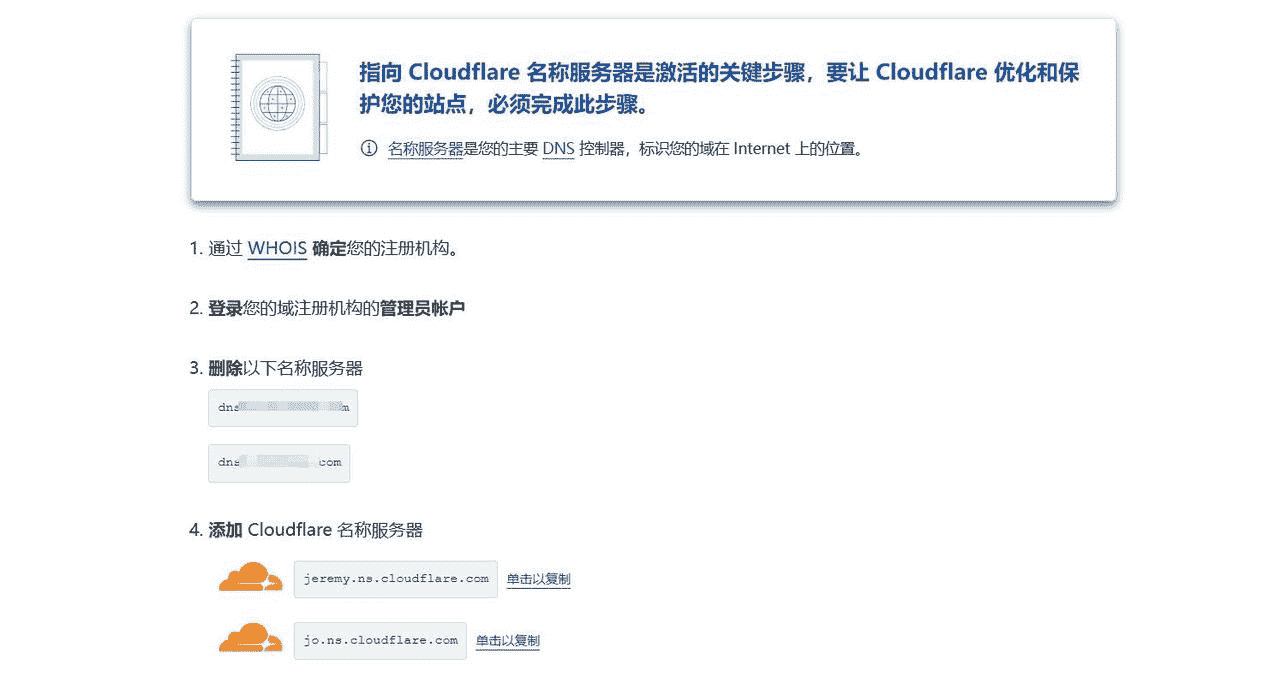 指向 Cloudflare 名称服务器是激活的关键步骤，要让 Cloudflare 优化和保
护您的站点，必须完成此步骤。
名称服务器是您的主要 DNS 控制器，标识您的域在 Internet 上的位置。
1. 通过 WHOIS 确定您的注册机构。
2. 登录您的域注册机构的管理员帐户
3. 删除以下名称服务器
dns
dns com
4. 添加 Cloudflare 名称服务器
jeremy.ns.cloudflare.com 单击以复制
jo.ns.cloudflare.com 单击以复制